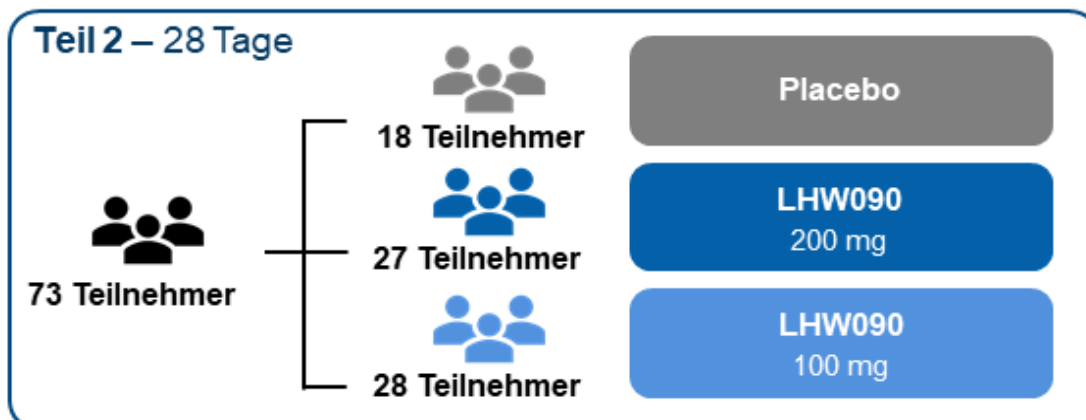 Teil 2 – 28 Tage
18 Teilnehmer
Placebo
73 Teilnehmer
27 Teilnehmer
LHW090
200 mg
28 Teilnehmer
LHW090
100 mg